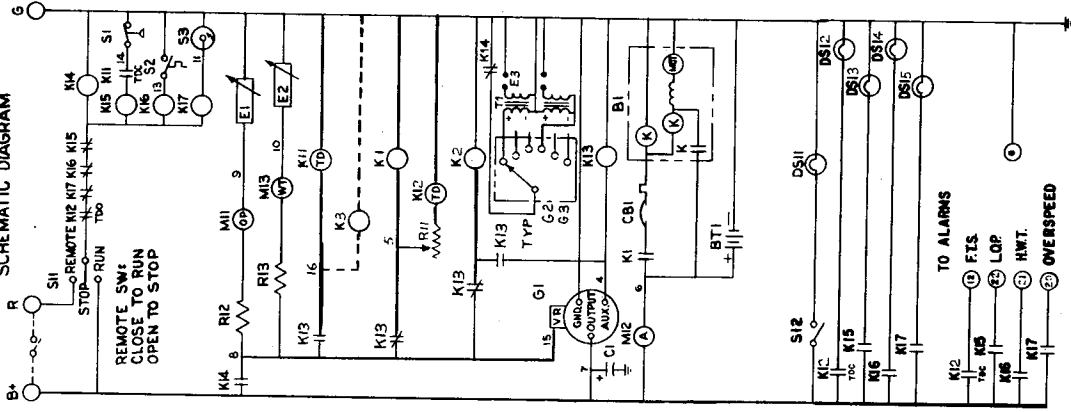 SCHEMATIC DIAGRAM
B+ R G
S11
REMOTE K12 K17 K16 K15 K14
TDO
STOP
RUN
REMOTE SW:
CLOSE TO RUN
OPEN TO STOP
S1
K11 14
K15 TDC S2
K16 13
S3
K17 11
K14 8 R12 M11 OP 9 E1
R13 M13 WT 10 E2
K13 16 K11 TD
K3
K13 5 K1
R11 K12 TD
K13 K2 K14
K13 TYP G2 G3 T1 E3
G1
15 VR
GND.
OUTPUT
AUX.
4 K13
7
C1
M12 A 6 K1 CB1
B1
K K MOT
K
BT1
S12 DS11
K12 TDC DS12
K15 DS13
K16 DS14
K17 DS15
TO ALARMS
K12 TDC 12 F.T.S.
K15 22 L.O.P.
K16 21 H.W.T.
K17 OVERSPEED